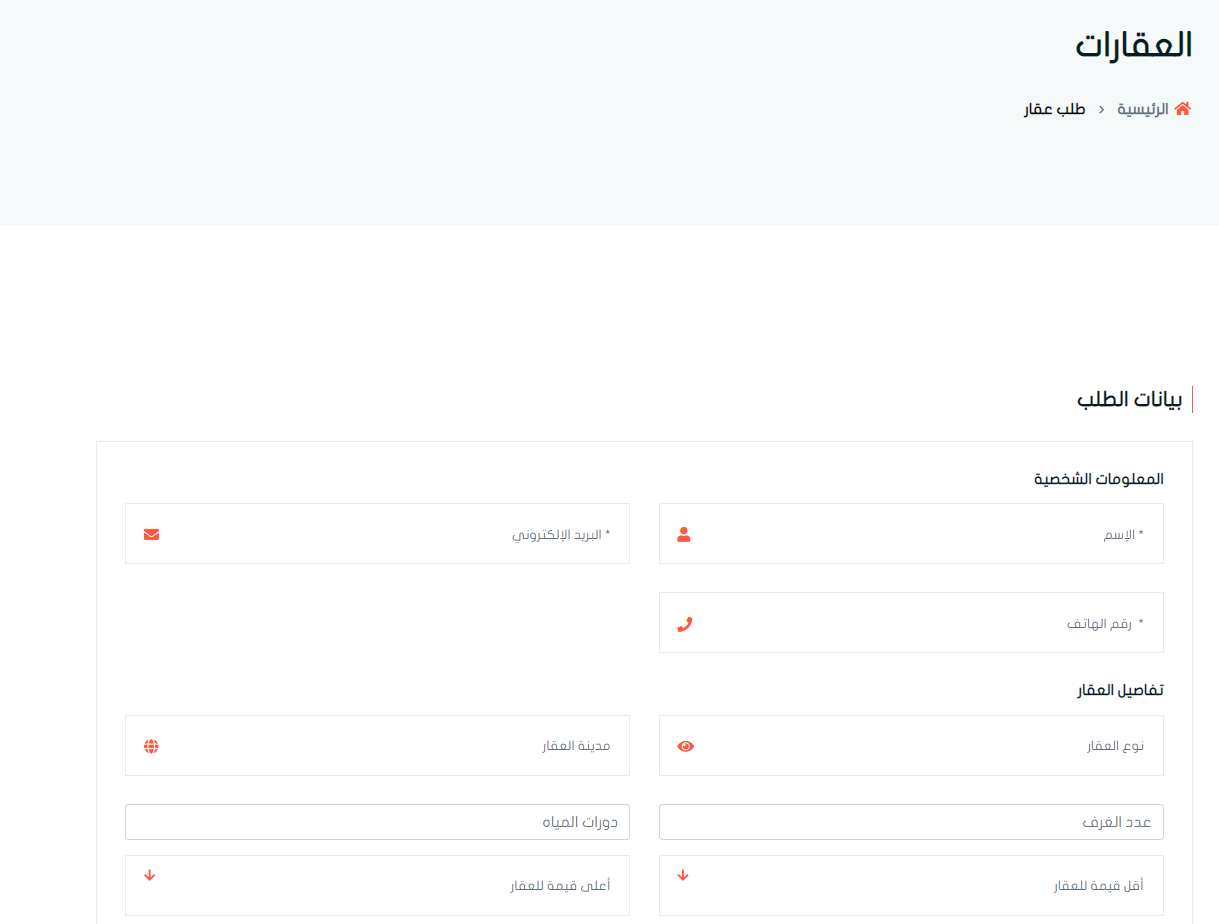 العقارات
الرئيسية › طلب عقار
بيانات الطلب
المعلومات الشخصية
* الإسم
* البريد الإلكتروني
* رقم الهاتف
تفاصيل العقار
نوع العقار
مدينة العقار
عدد الغرف
دورات المياه
أقل قيمة للعقار
أعلى قيمة للعقار